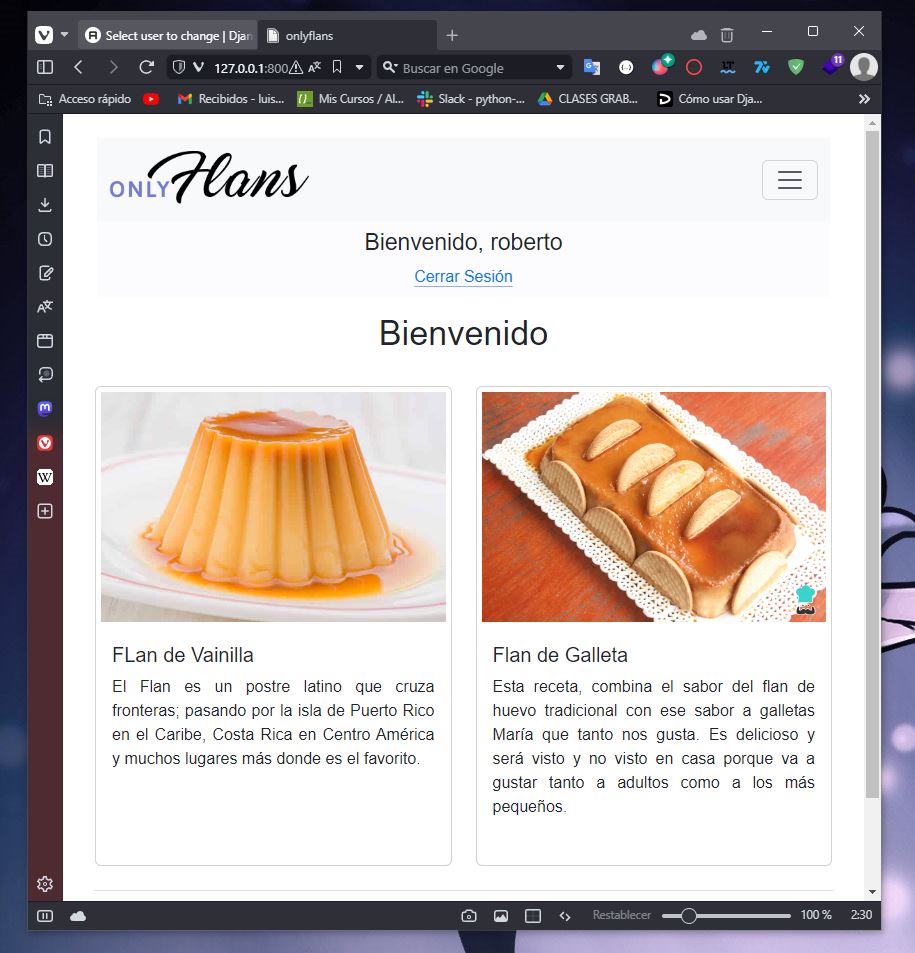 Select user to change | Djan
onlyflans
127.0.0.1:800
Buscar en Google
11
Acceso rápido
Recibidos - luis...
Mis Cursos / Al...
Slack - python-...
CLASES GRAB...
Cómo usar Dja...
ONLYFlans
Bienvenido, roberto
Cerrar Sesión
Bienvenido
FLan de Vainilla
El Flan es un postre latino que cruza
fronteras; pasando por la isla de Puerto Rico
en el Caribe, Costa Rica en Centro América
y muchos lugares más donde es el favorito.
Flan de Galleta
Esta receta, combina el sabor del flan de
huevo tradicional con ese sabor a galletas
María que tanto nos gusta. Es delicioso y
será visto y no visto en casa porque va a
gustar tanto a adultos como a los más
pequeños.
Restablecer
100 %
2:30